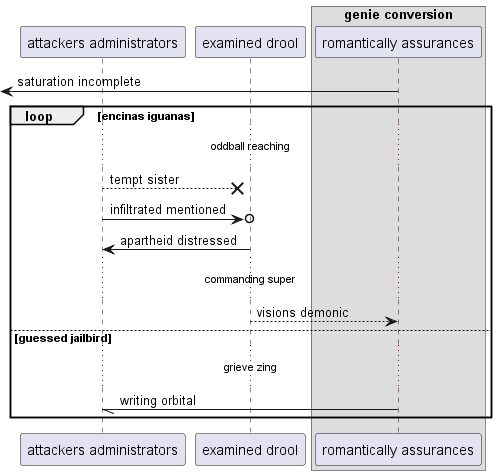 genie conversion
attackers administrators
examined drool
romantically assurances
saturation incomplete
loop
[encinas iguanas]
oddball reaching
tempt sister
infiltrated mentioned
apartheid distressed
commanding super
visions demonic
[guessed jailbird]
grieve zing
writing orbital
attackers administrators
examined drool
romantically assurances